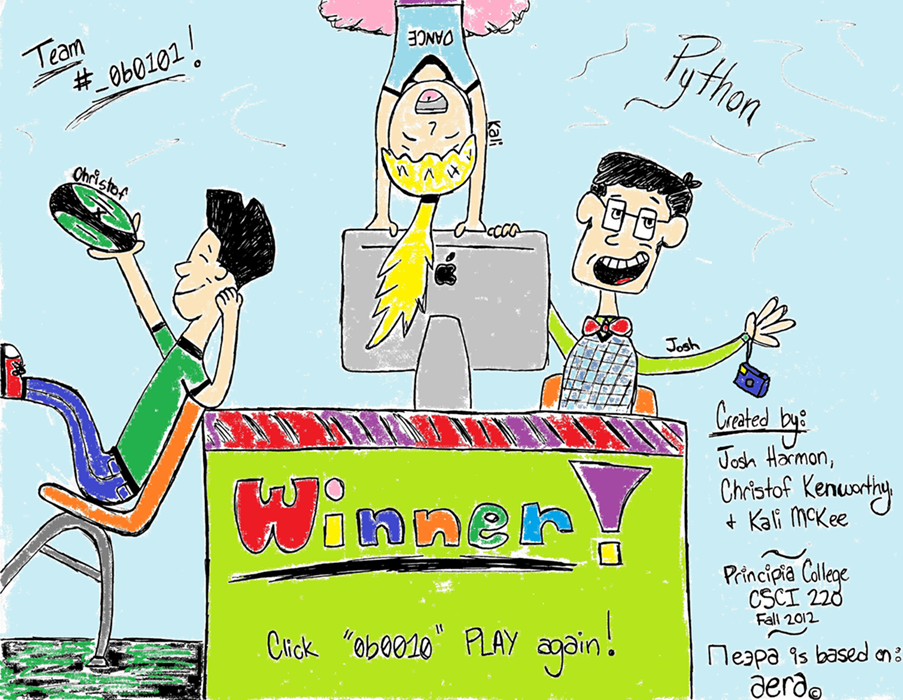 Team
#_0b0101!
DANCE
Kali
Python
Christof
Josh
Created by:
Josh Harmon,
Christof Kenworthy,
+ Kali McKee
Principia College
CSCI 220
Fall 2012
Пеэра is based on:
aera©
Winner!
Click "0b0010" PLAY again!